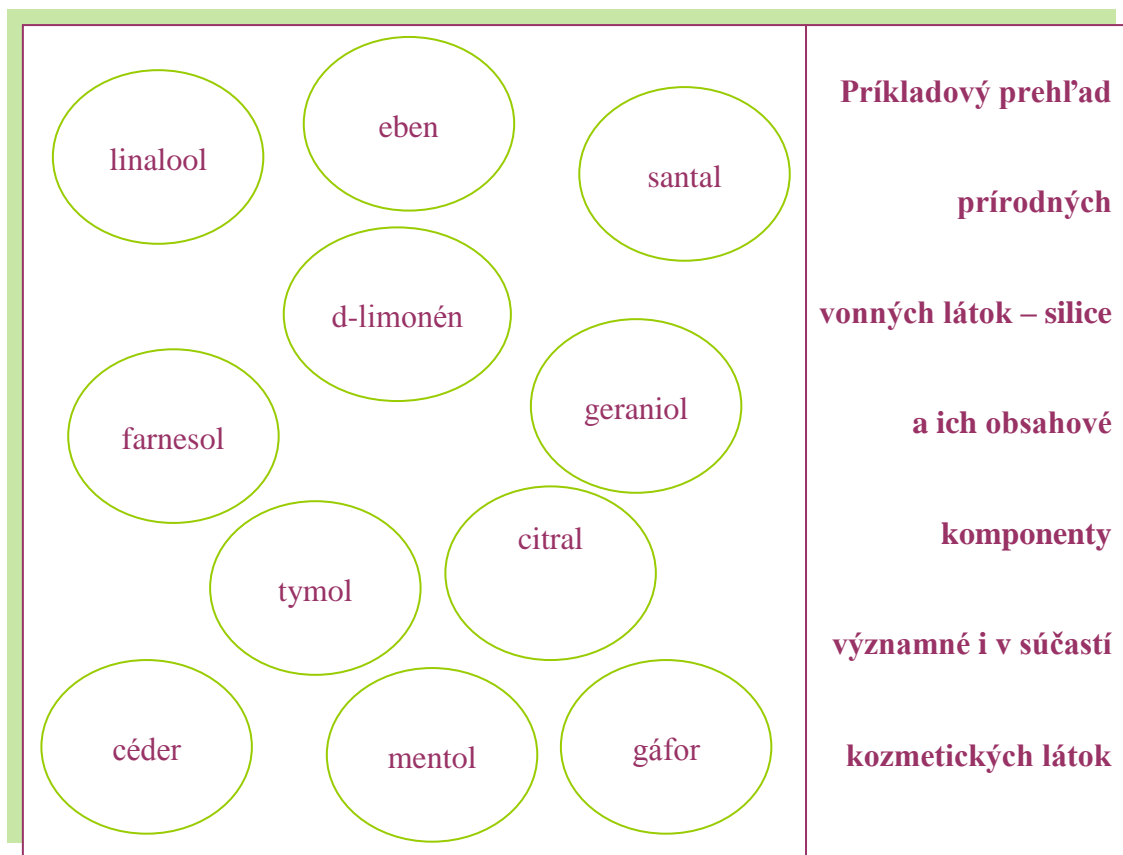 eben
linalool
santal
d-limonén
geraniol
farnesol
citral
tymol
céder
mentol
gáfor
Príkladový prehľad
prírodných
vonných látok – silice
a ich obsahové
komponenty
významné i v súčastí
kozmetických látok